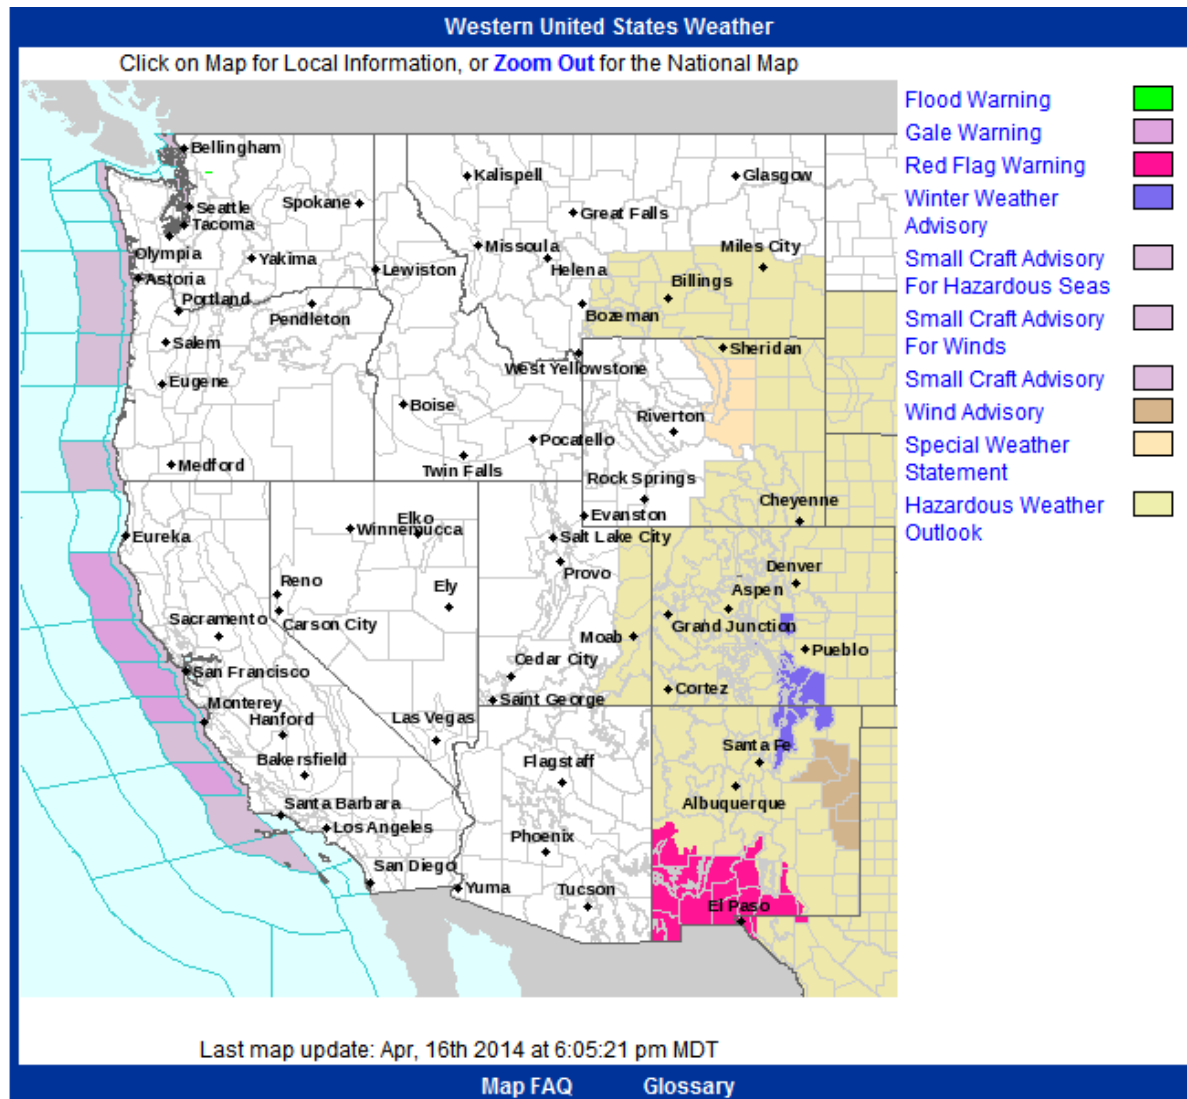 Western United States Weather
Click on Map for Local Information, or Zoom Out for the National Map
Flood Warning
Gale Warning
Red Flag Warning
Winter Weather
Advisory
Small Craft Advisory
For Hazardous Seas
Small Craft Advisory
For Winds
Small Craft Advisory
Wind Advisory
Special Weather
Statement
Hazardous Weather
Outlook
Bellingham
Kalispell
Glasgow
Seattle
Spokane
Great Falls
Tacoma
Olympia
Yakima
Missoula
Miles City
Astoria
Lewiston
Helena
Billings
Portland
Pendleton
Bozeman
Salem
Sheridan
Eugene
West Yellowstone
Boise
Riverton
Pocatello
Medford
Twin Falls
Rock Springs
Cheyenne
Elko
Evanston
Eureka
Winnemucca
Salt Lake City
Provo
Denver
Reno
Ely
Aspen
Sacramento
Carson City
Grand Junction
Moab
Pueblo
San Francisco
Cedar City
Cortez
Monterey
Saint George
Hanford
Las Vegas
Santa Fe
Bakersfield
Flagstaff
Albuquerque
Santa Barbara
Los Angeles
Phoenix
San Diego
Yuma
Tucson
El Paso
Last map update: Apr, 16th 2014 at 6:05:21 pm MDT
Map FAQ Glossary